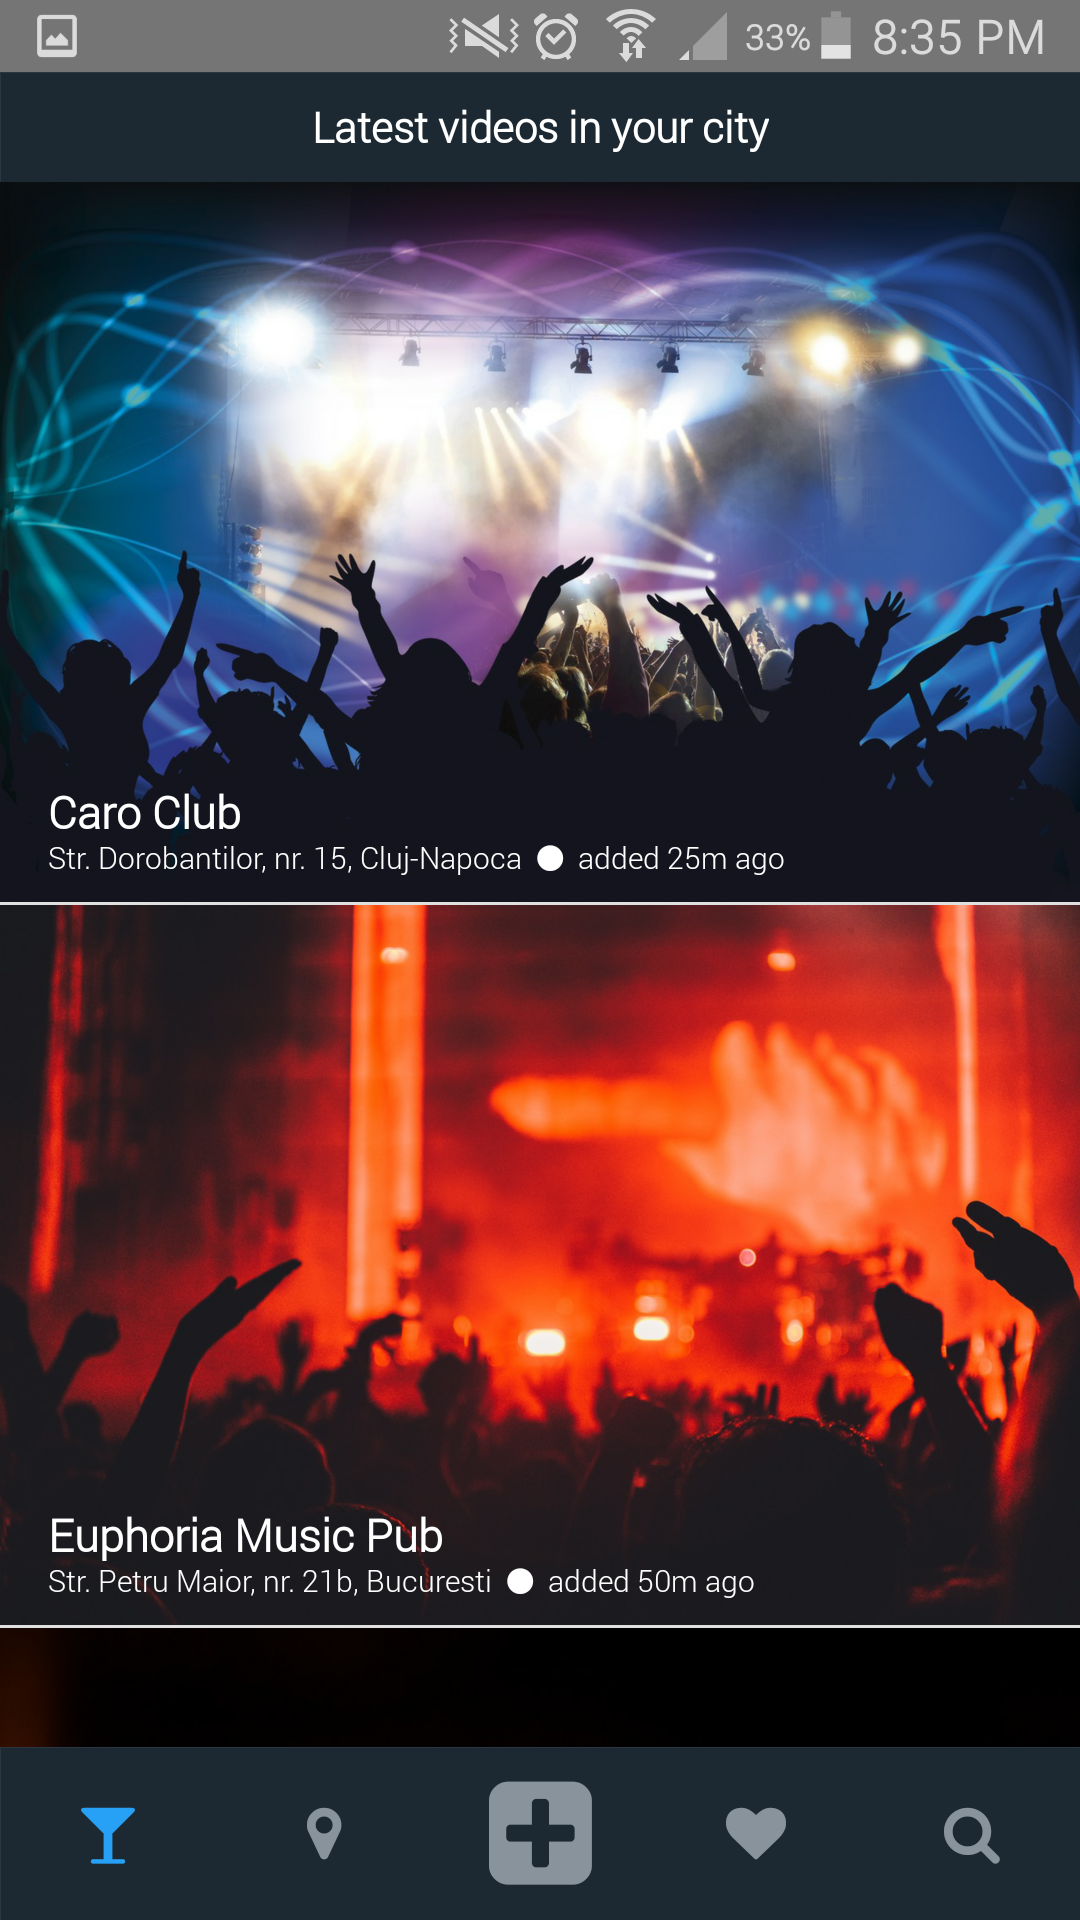 33% 8:35 PM
Latest videos in your city
Caro Club
Str. Dorobantilor, nr. 15, Cluj-Napoca added 25m ago
Euphoria Music Pub
Str. Petru Maior, nr. 21b, Bucuresti added 50m ago